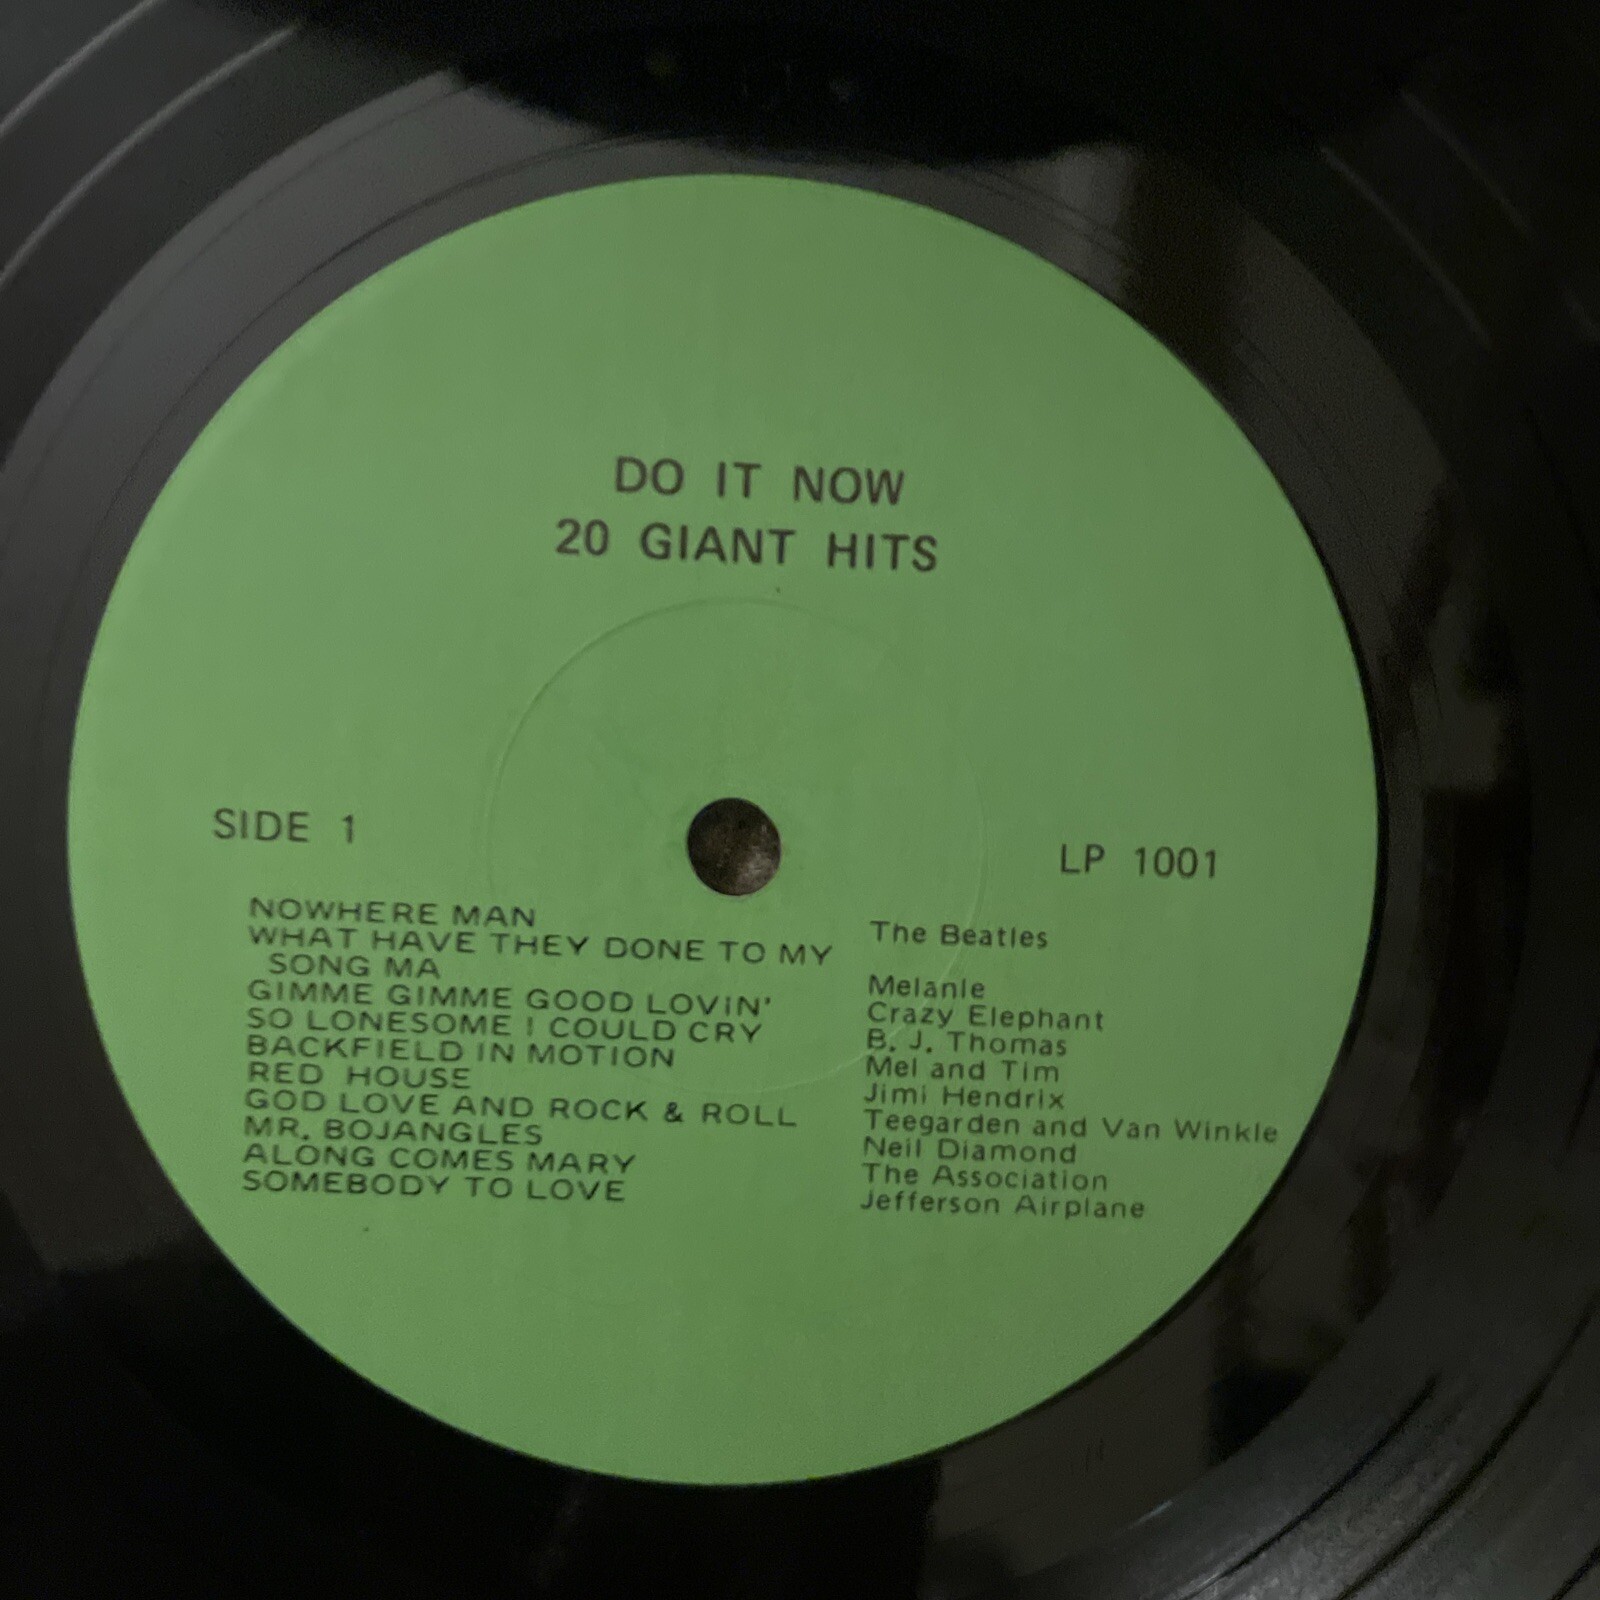 DO IT NOW
20 GIANT HITS
SIDE 1
LP 1001
NOWHERE MAN The Beatles
WHAT HAVE THEY DONE TO MY
SONG MA Melanie
GIMME GIMME GOOD LOVIN' Crazy Elephant
SO LONESOME I COULD CRY B. J. Thomas
BACKFIELD IN MOTION Mel and Tim
RED HOUSE Jimi Hendrix
GOD LOVE AND ROCK & ROLL Teegarden and Van Winkle
MR. BOJANGLES Neil Diamond
ALONG COMES MARY The Association
SOMEBODY TO LOVE Jefferson Airplane